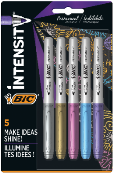 Permanent / Indélébile
INTENSITY
BIC
5
MAKE IDEAS
SHINE!
ILLUMINE
TES IDÉES !